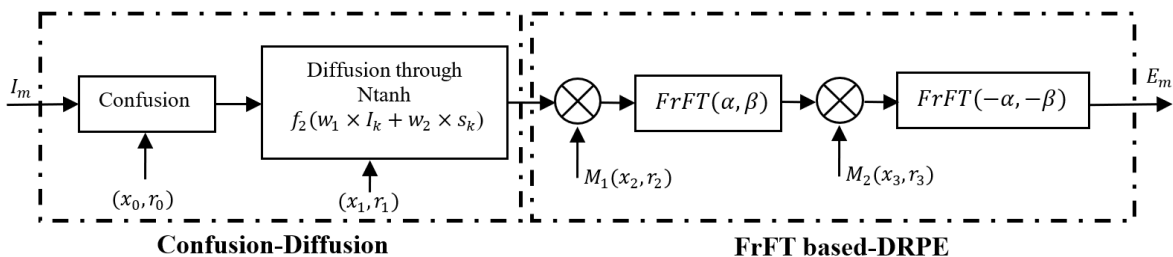 I_m
Confusion
(x_0, r_0)
Diffusion through
Ntanh
f_2(w_1 × I_k + w_2 × s_k)
(x_1, r_1)
Confusion-Diffusion
M_1(x_2, r_2)
FrFT(α, β)
M_2(x_3, r_3)
FrFT(−α, −β)
E_m
FrFT based-DRPE